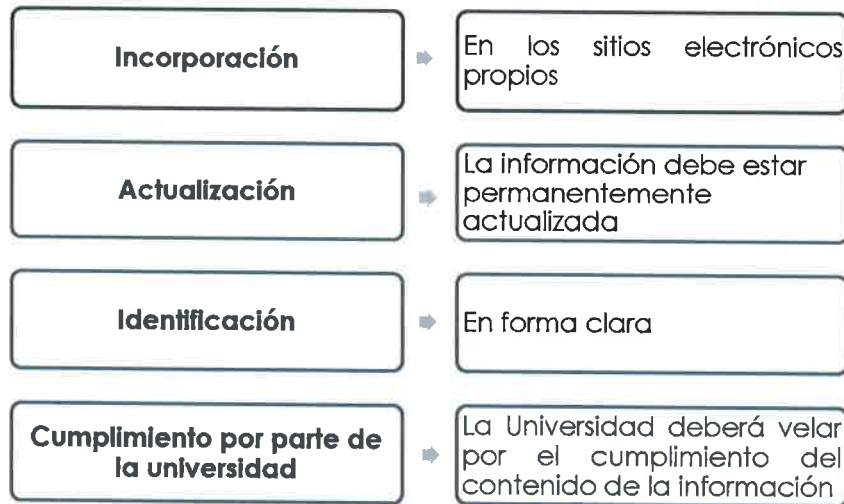 Incorporación
En los sitios electrónicos
propios
Actualización
La información debe estar
permanentemente
actualizada
Identificación
En forma clara
Cumplimiento por parte de
la universidad
La Universidad deberá velar
por el cumplimiento del
contenido de la información